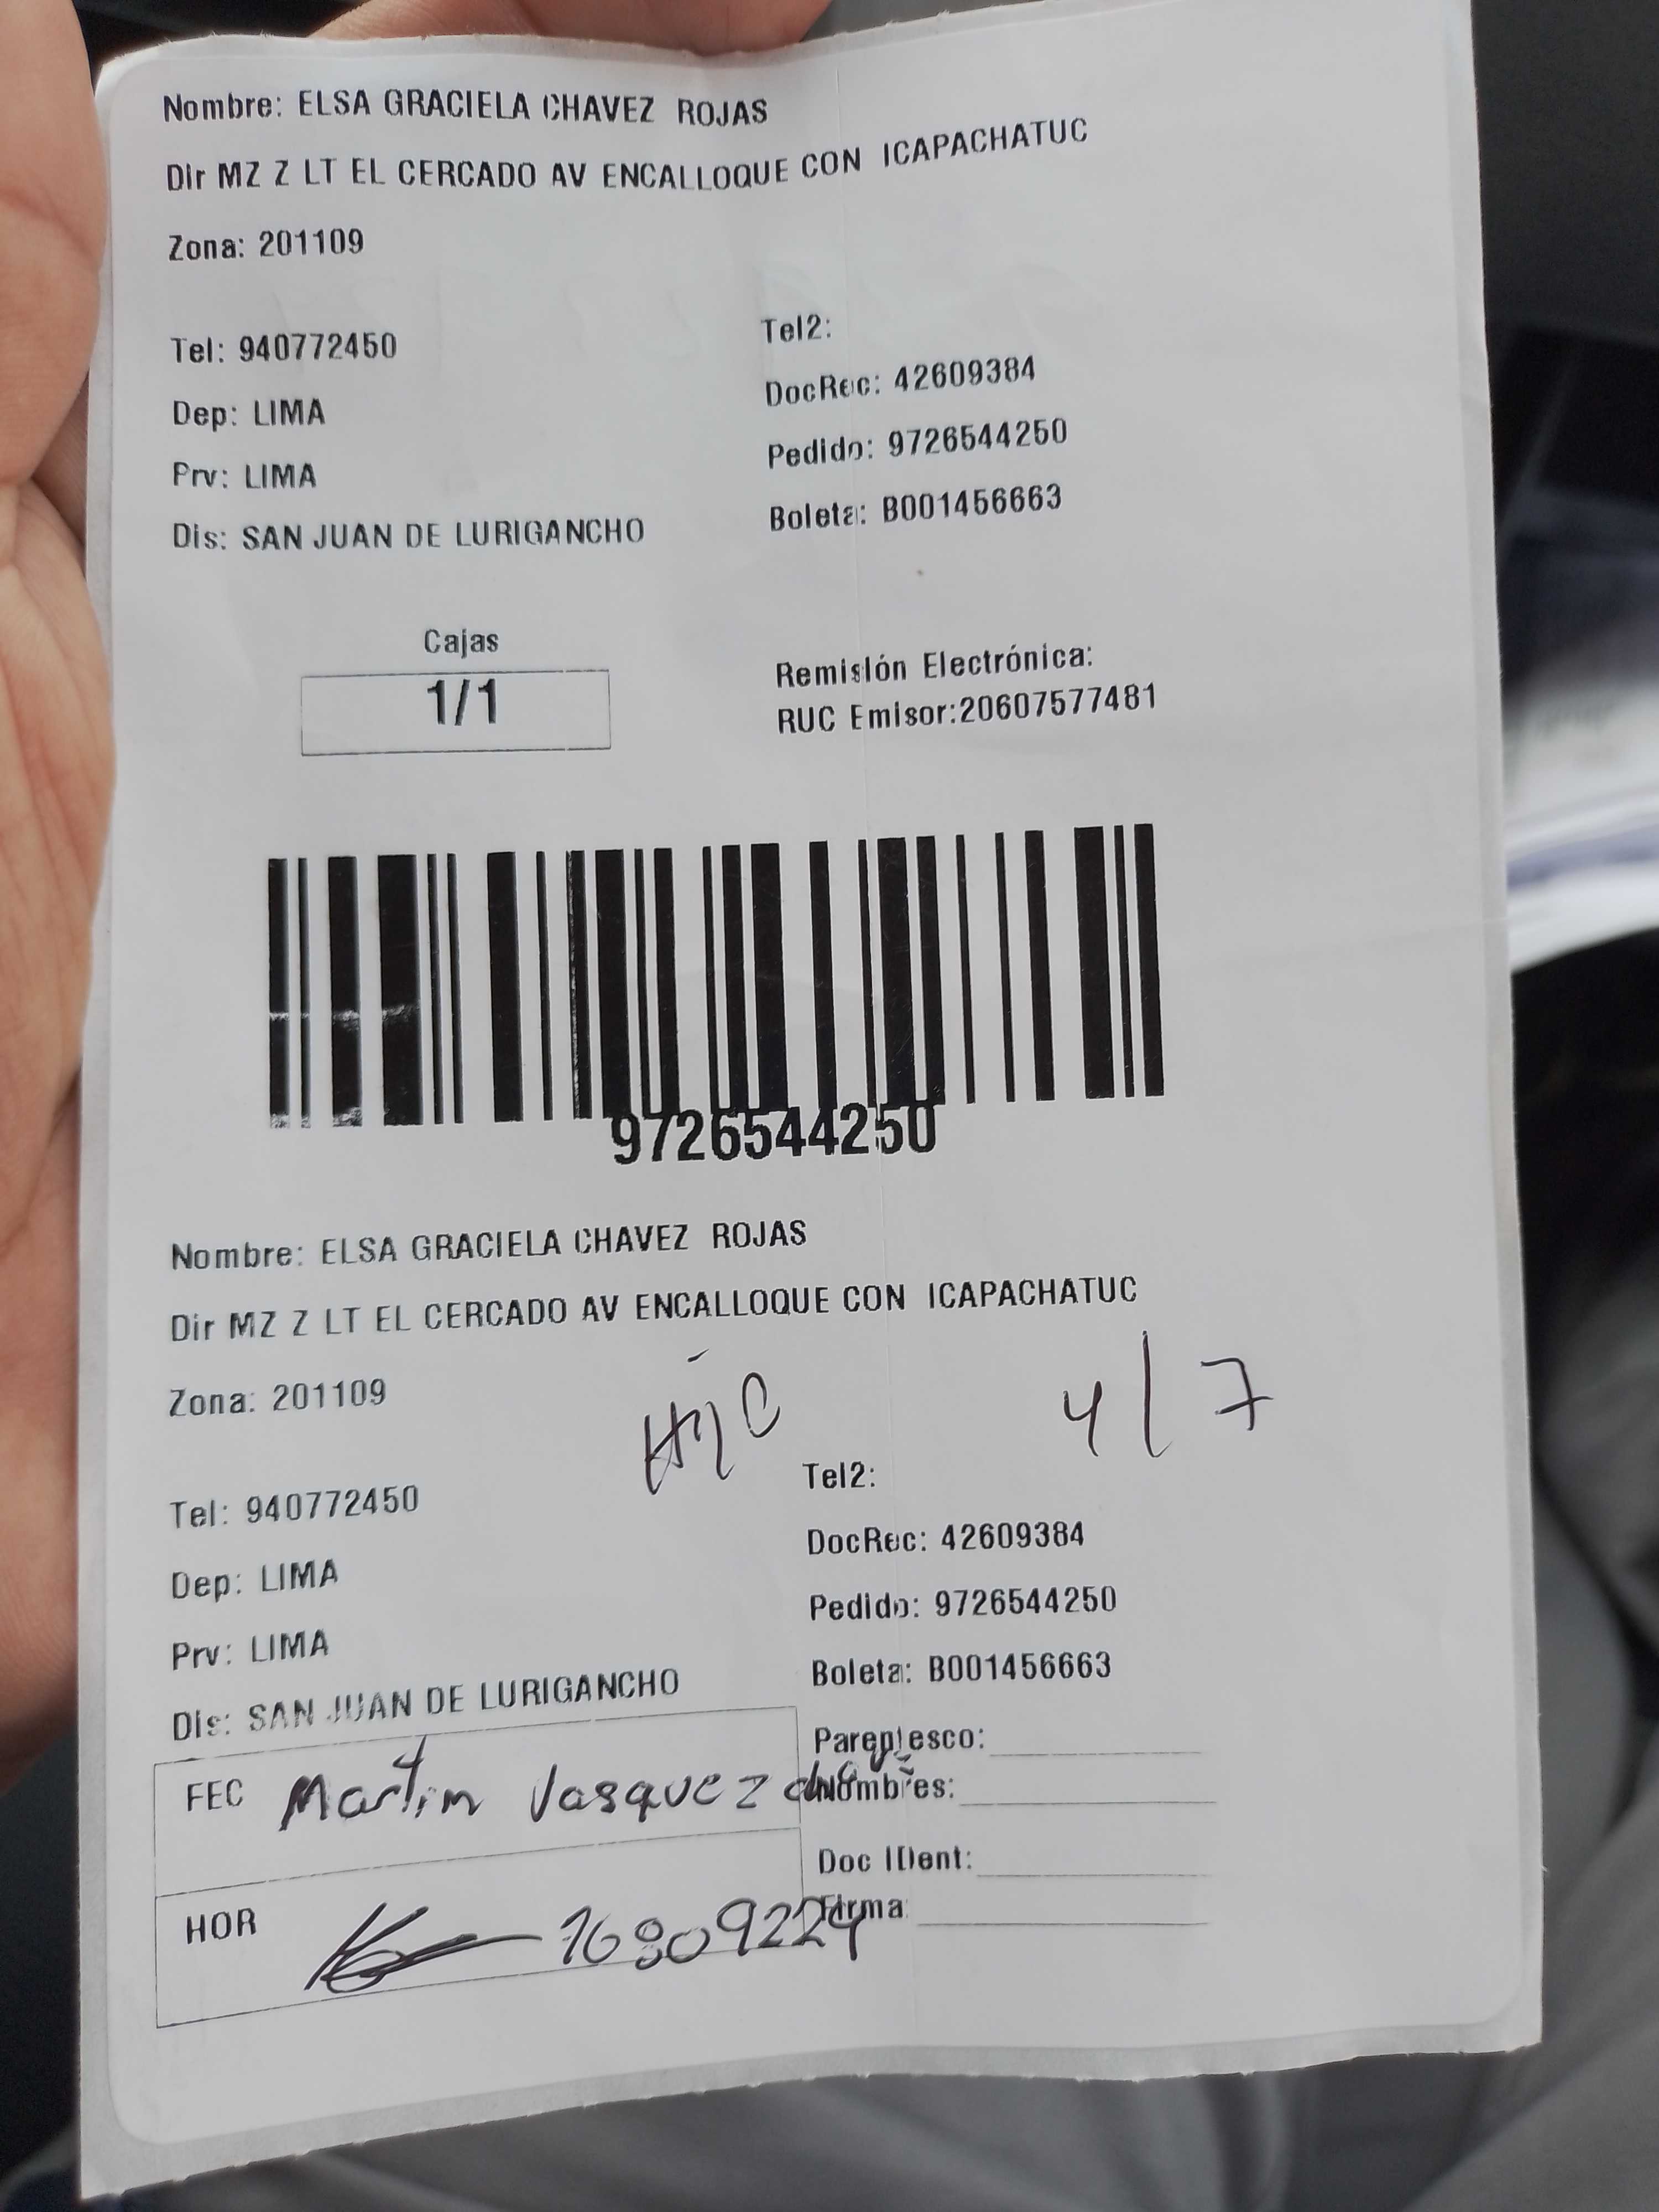 Nombre: ELSA GRACIELA CHAVEZ ROJAS
Dir MZ Z LT EL CERCADO AV ENCALLOQUE CON ICAPACHATUC
Zona: 201109
Tel: 940772450
Tel2:
Dep: LIMA
DocRec: 42609384
Prv: LIMA
Pedido: 9726544250
Dis: SAN JUAN DE LURIGANCHO
Boleta: B001456663
Cajas
1/1
Remisión Electrónica:
RUC Emisor:20607577481
9726544250
Nombre: ELSA GRACIELA CHAVEZ ROJAS
Dir MZ Z LT EL CERCADO AV ENCALLOQUE CON ICAPACHATUC
Zona: 201109
HijO
4/7
Tel: 940772450
Tel2:
Dep: LIMA
DocRec: 42609384
Prv: LIMA
Pedido: 9726544250
Dis: SAN JUAN DE LURIGANCHO
Boleta: B001456663
FEC Martin Vasquez
Parentesco:
Nombres:
Doc IDent:
HOR
Firma: